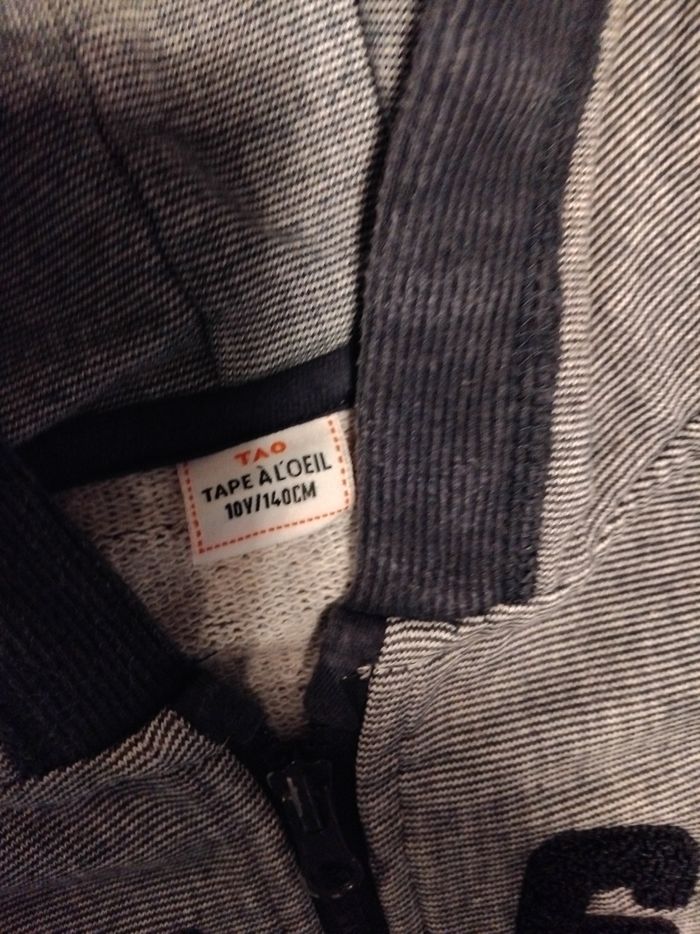 TAO
TAPE À L'OEIL
10Y/140CM